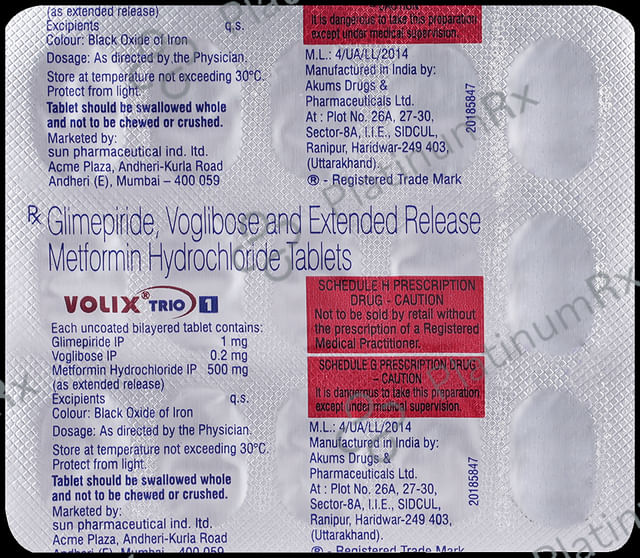 (as extended release)
Excipients q.s.
Colour: Black Oxide of Iron
Dosage: As directed by the Physician.
Store at temperature not exceeding 30°C.
Protect from light.
Tablet should be swallowed whole
and not to be chewed or crushed.
Marketed by:
sun pharmaceutical ind. ltd.
Acme Plaza, Andheri-Kurla Road
Andheri (E), Mumbai – 400 059
It is dangerous to take this preparation
except under medical supervision.
M.L.: 4/UA/LL/2014
Manufactured in India by:
Akums Drugs &
Pharmaceuticals Ltd.
At : Plot No. 26A, 27-30,
Sector-8A, I.I.E., SIDCUL,
Ranipur, Haridwar-249 403,
(Uttarakhand).
® - Registered Trade Mark
20185847
Rx Glimepiride, Voglibose and Extended Release
Metformin Hydrochloride Tablets
VOLIX® TRIO 1
Each uncoated bilayered tablet contains:
Glimepiride IP 1 mg
Voglibose IP 0.2 mg
Metformin Hydrochloride IP 500 mg
(as extended release)
Excipients q.s.
Colour: Black Oxide of Iron
Dosage: As directed by the Physician.
Store at temperature not exceeding 30°C.
Protect from light.
Tablet should be swallowed whole
and not to be chewed or crushed.
Marketed by:
sun pharmaceutical ind. ltd.
Acme Plaza, Andheri-Kurla Road
Andheri (E), Mumbai – 400 059
SCHEDULE H PRESCRIPTION
DRUG - CAUTION
Not to be sold by retail without
the prescription of a Registered
Medical Practitioner.
SCHEDULE G PRESCRIPTION DRUG
– CAUTION
It is dangerous to take this preparation
except under medical supervision.
M.L.: 4/UA/LL/2014
Manufactured in India by:
Akums Drugs &
Pharmaceuticals Ltd.
At : Plot No. 26A, 27-30,
Sector-8A, I.I.E., SIDCUL,
Ranipur, Haridwar-249 403,
(Uttarakhand).
® - Registered Trade Mark
20185847
PlatinumRx
PlatinumRx